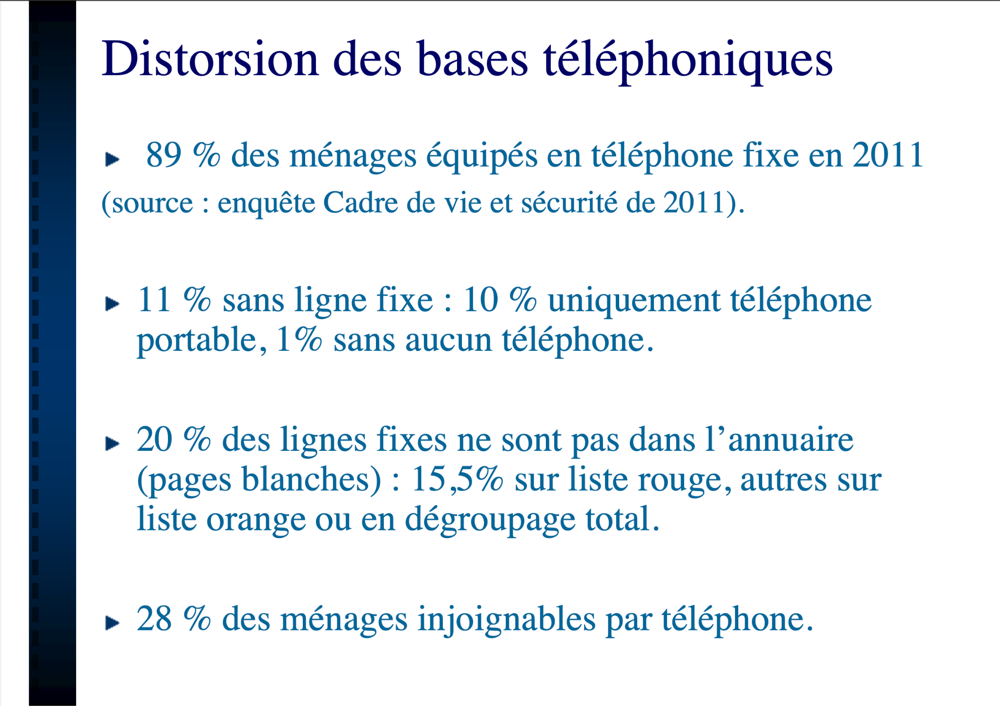 Distorsion des bases téléphoniques
89 % des ménages équipés en téléphone fixe en 2011
(source : enquête Cadre de vie et sécurité de 2011).
11 % sans ligne fixe : 10 % uniquement téléphone
portable, 1% sans aucun téléphone.
20 % des lignes fixes ne sont pas dans l’annuaire
(pages blanches) : 15,5% sur liste rouge, autres sur
liste orange ou en dégroupage total.
28 % des ménages injoignables par téléphone.